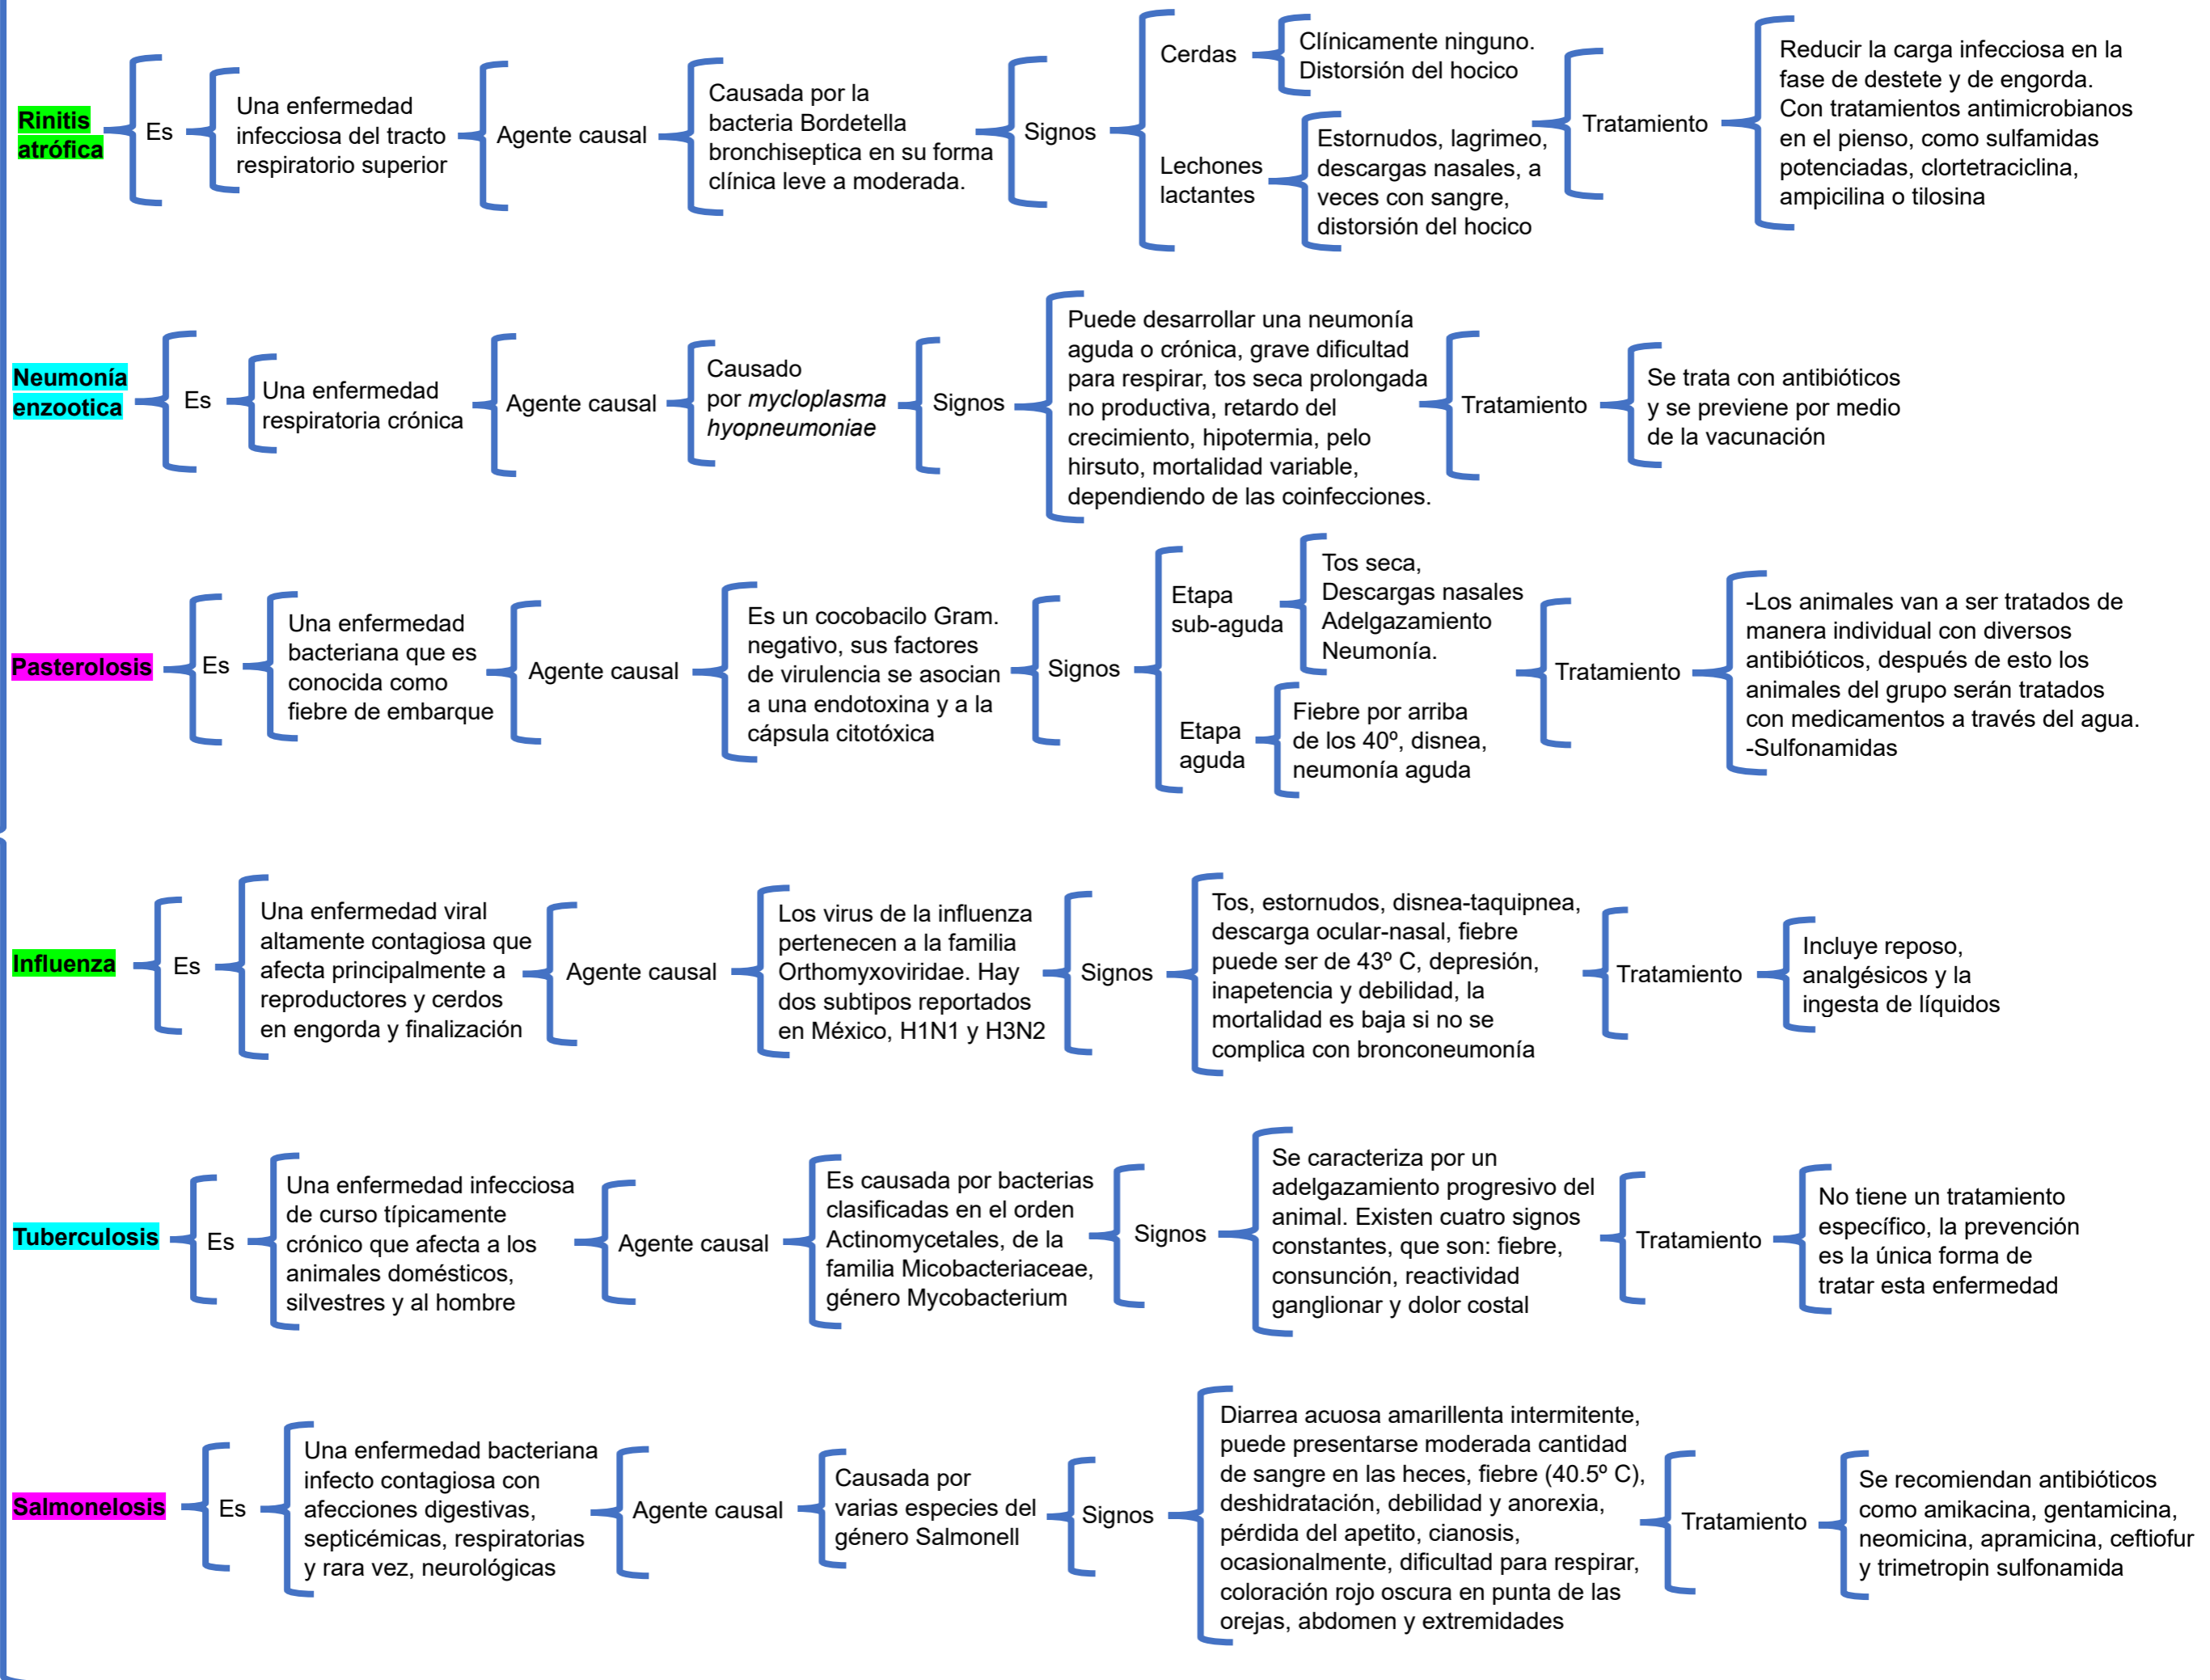 Rinitis
atrófica
Es
Una enfermedad
infecciosa del tracto
respiratorio superior
Agente causal
Causada por la
bacteria Bordetella
bronchiseptica en su forma
clínica leve a moderada.
Signos
Cerdas
Clínicamente ninguno.
Distorsión del hocico
Lechones
lactantes
Estornudos, lagrimeo,
descargas nasales, a
veces con sangre,
distorsión del hocico
Tratamiento
Reducir la carga infecciosa en la
fase de destete y de engorda.
Con tratamientos antimicrobianos
en el pienso, como sulfamidas
potenciadas, clortetraciclina,
ampicilina o tilosina
Neumonía
enzootica
Es
Una enfermedad
respiratoria crónica
Agente causal
Causado
por mycloplasma
hyopneumoniae
Signos
Puede desarrollar una neumonía
aguda o crónica, grave dificultad
para respirar, tos seca prolongada
no productiva, retardo del
crecimiento, hipotermia, pelo
hirsuto, mortalidad variable,
dependiendo de las coinfecciones.
Tratamiento
Se trata con antibióticos
y se previene por medio
de la vacunación
Pasterolosis
Es
Una enfermedad
bacteriana que es
conocida como
fiebre de embarque
Agente causal
Es un cocobacilo Gram.
negativo, sus factores
de virulencia se asocian
a una endotoxina y a la
cápsula citotóxica
Signos
Etapa
sub-aguda
Tos seca,
Descargas nasales
Adelgazamiento
Neumonía.
Etapa
aguda
Fiebre por arriba
de los 40º, disnea,
neumonía aguda
Tratamiento
-Los animales van a ser tratados de
manera individual con diversos
antibióticos, después de esto los
animales del grupo serán tratados
con medicamentos a través del agua.
-Sulfonamidas
Influenza
Es
Una enfermedad viral
altamente contagiosa que
afecta principalmente a
reproductores y cerdos
en engorda y finalización
Agente causal
Los virus de la influenza
pertenecen a la familia
Orthomyxoviridae. Hay
dos subtipos reportados
en México, H1N1 y H3N2
Signos
Tos, estornudos, disnea-taquipnea,
descarga ocular-nasal, fiebre
puede ser de 43º C, depresión,
inapetencia y debilidad, la
mortalidad es baja si no se
complica con bronconeumonía
Tratamiento
Incluye reposo,
analgésicos y la
ingesta de líquidos
Tuberculosis
Es
Una enfermedad infecciosa
de curso típicamente
crónico que afecta a los
animales domésticos,
silvestres y al hombre
Agente causal
Es causada por bacterias
clasificadas en el orden
Actinomycetales, de la
familia Micobacteriaceae,
género Mycobacterium
Signos
Se caracteriza por un
adelgazamiento progresivo del
animal. Existen cuatro signos
constantes, que son: fiebre,
consunción, reactividad
ganglionar y dolor costal
Tratamiento
No tiene un tratamiento
específico, la prevención
es la única forma de
tratar esta enfermedad
Salmonelosis
Es
Una enfermedad bacteriana
infecto contagiosa con
afecciones digestivas,
septicémicas, respiratorias
y rara vez, neurológicas
Agente causal
Causada por
varias especies del
género Salmonell
Signos
Diarrea acuosa amarillenta intermitente,
puede presentarse moderada cantidad
de sangre en las heces, fiebre (40.5º C),
deshidratación, debilidad y anorexia,
pérdida del apetito, cianosis,
ocasionalmente, dificultad para respirar,
coloración rojo oscura en punta de las
orejas, abdomen y extremidades
Tratamiento
Se recomiendan antibióticos
como amikacina, gentamicina,
neomicina, apramicina, ceftiofur
y trimetropin sulfonamida